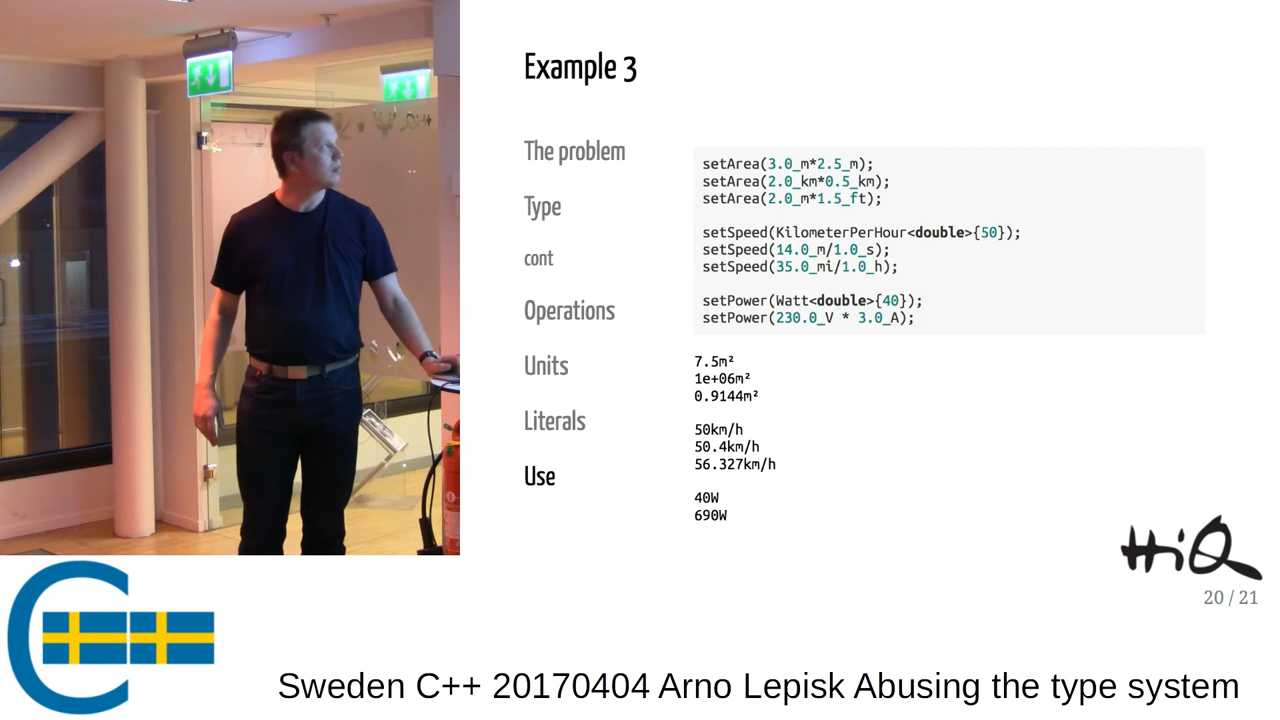 Example 3
The problem
Type
cont
Operations
Units
Literals
Use
setArea(3.0_m*2.5_m);
setArea(2.0_km*0.5_km);
setArea(2.0_m*1.5_ft);
setSpeed(KilometerPerHour<double>{50});
setSpeed(14.0_m/1.0_s);
setSpeed(35.0_mi/1.0_h);
setPower(Watt<double>{40});
setPower(230.0_V * 3.0_A);
7.5m²
1e+06m²
0.9144m²
50km/h
50.4km/h
56.327km/h
40W
690W
HiQ
20 / 21
C++
Sweden C++ 20170404 Arno Lepisk Abusing the type system